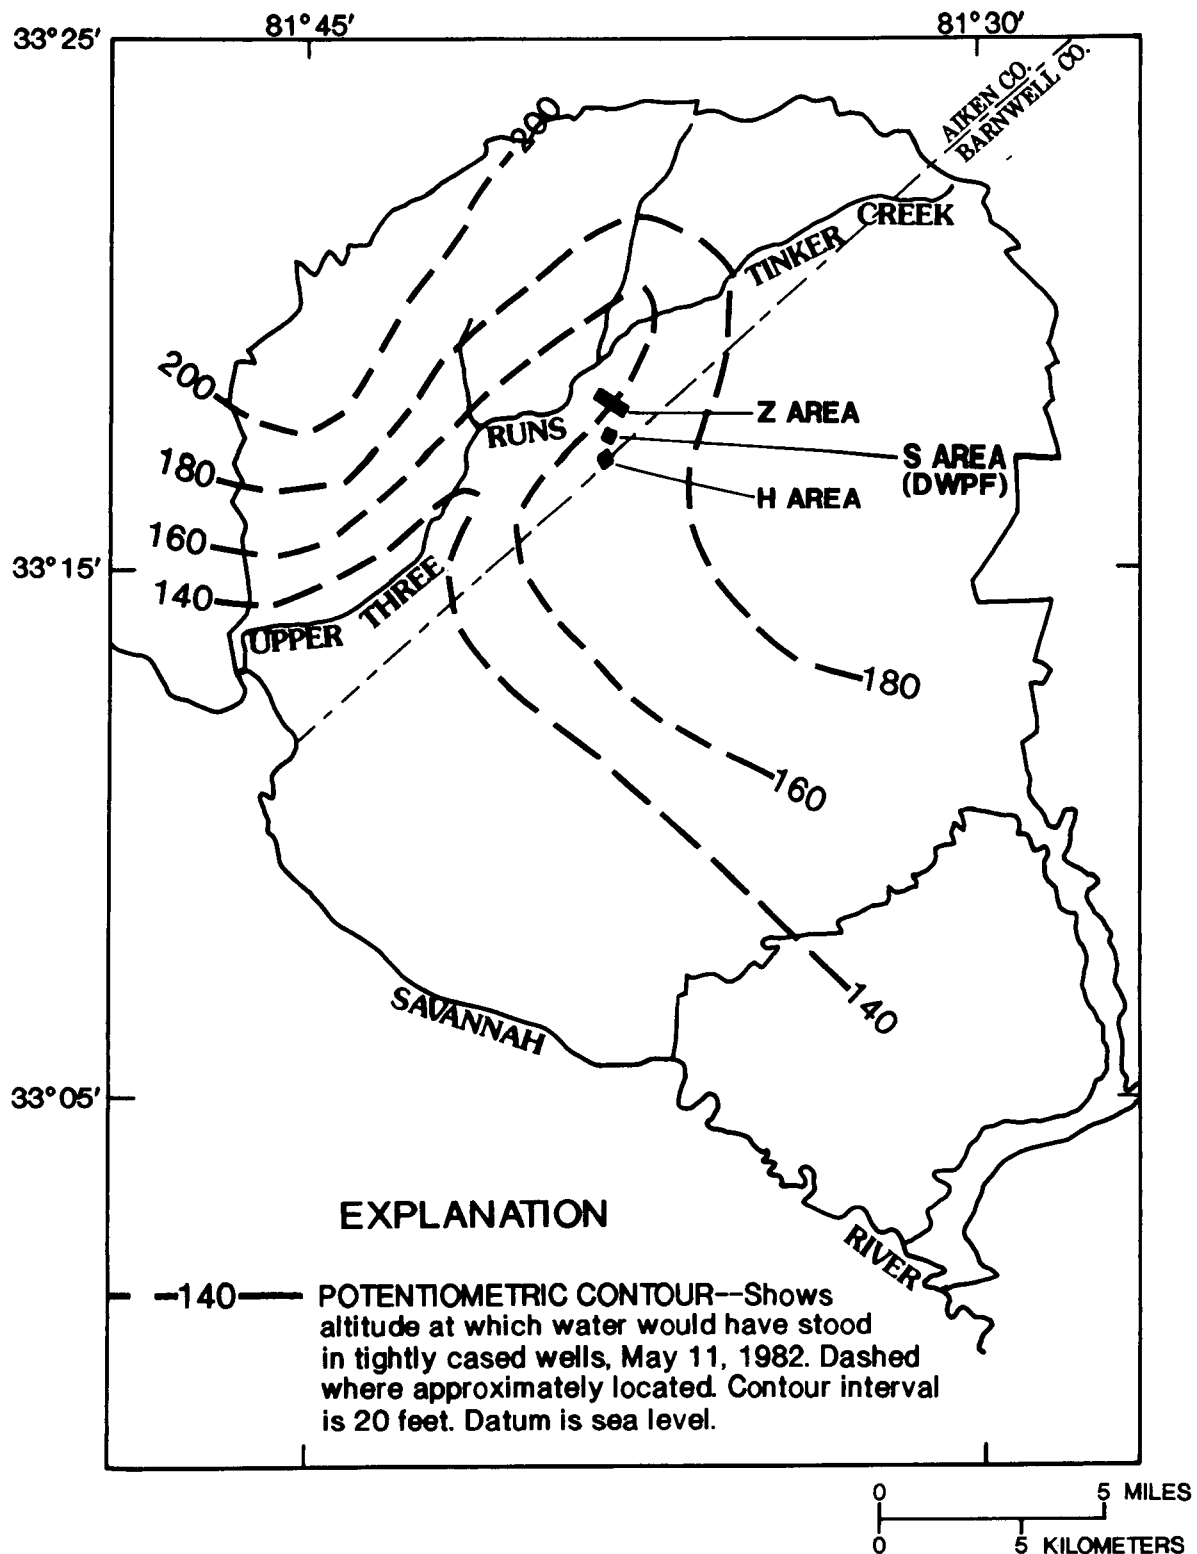 81°45′
81°30′
33°25′
AIKEN CO.
BARNWELL CO.
200
CREEK
TINKER
200
Z AREA
RUNS
S AREA
(DWPF)
180
H AREA
160
33°15′
140
THREE
UPPER
180
160
140
SAVANNAH
33°05′
EXPLANATION
RIVER
140
POTENTIOMETRIC CONTOUR--Shows
altitude at which water would have stood
in tightly cased wells, May 11, 1982. Dashed
where approximately located. Contour interval
is 20 feet. Datum is sea level.
0 5 MILES
0 5 KILOMETERS